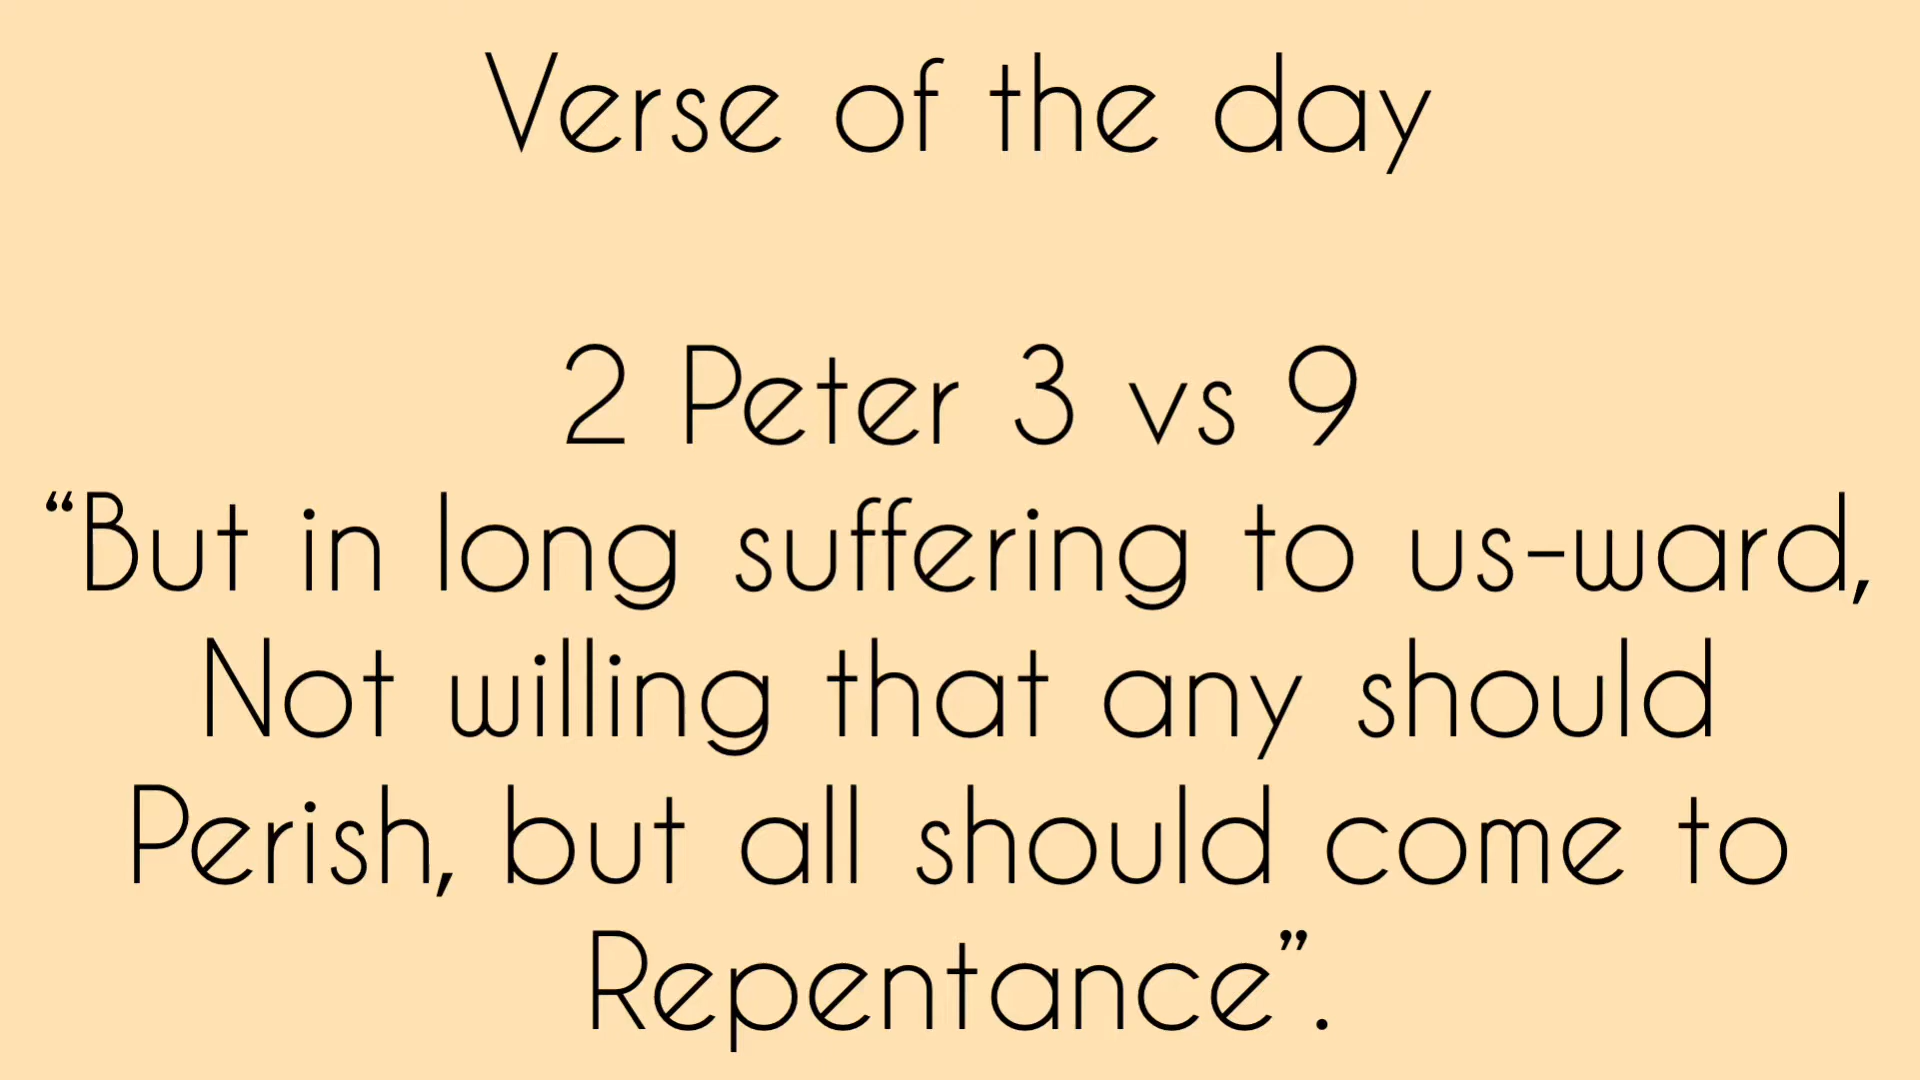 Verse of the day
2 Peter 3 vs 9
“But in long suffering to us-ward,
Not willing that any should
Perish, but all should come to
Repentance”.